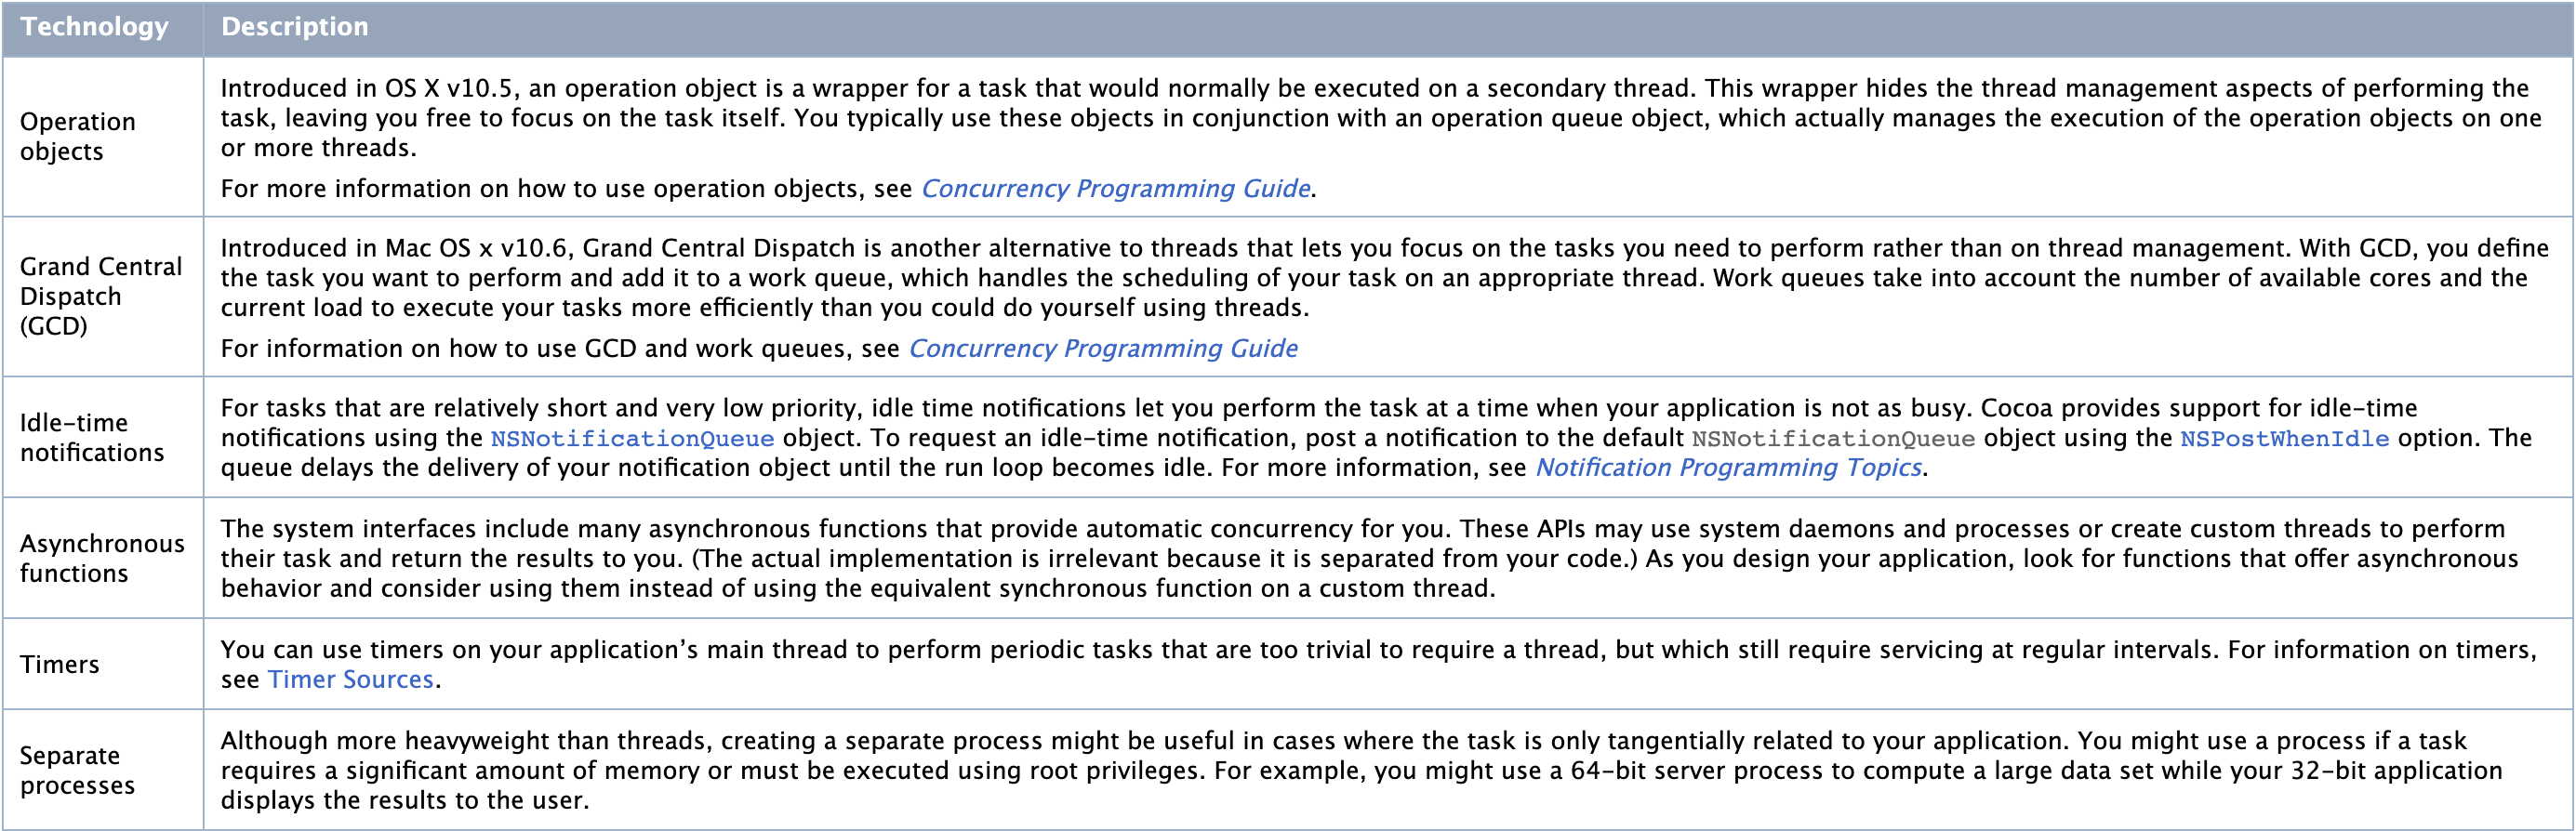 Technology
Description
Operation
objects
Introduced in OS X v10.5, an operation object is a wrapper for a task that would normally be executed on a secondary thread. This wrapper hides the thread management aspects of performing the
task, leaving you free to focus on the task itself. You typically use these objects in conjunction with an operation queue object, which actually manages the execution of the operation objects on one
or more threads.
For more information on how to use operation objects, see Concurrency Programming Guide.
Grand Central
Dispatch
(GCD)
Introduced in Mac OS x v10.6, Grand Central Dispatch is another alternative to threads that lets you focus on the tasks you need to perform rather than on thread management. With GCD, you define
the task you want to perform and add it to a work queue, which handles the scheduling of your task on an appropriate thread. Work queues take into account the number of available cores and the
current load to execute your tasks more efficiently than you could do yourself using threads.
For information on how to use GCD and work queues, see Concurrency Programming Guide
Idle-time
notifications
For tasks that are relatively short and very low priority, idle time notifications let you perform the task at a time when your application is not as busy. Cocoa provides support for idle-time
notifications using the NSNotificationQueue object. To request an idle-time notification, post a notification to the default NSNotificationQueue object using the NSPostWhenIdle option. The
queue delays the delivery of your notification object until the run loop becomes idle. For more information, see Notification Programming Topics.
Asynchronous
functions
The system interfaces include many asynchronous functions that provide automatic concurrency for you. These APIs may use system daemons and processes or create custom threads to perform
their task and return the results to you. (The actual implementation is irrelevant because it is separated from your code.) As you design your application, look for functions that offer asynchronous
behavior and consider using them instead of using the equivalent synchronous function on a custom thread.
Timers
You can use timers on your application’s main thread to perform periodic tasks that are too trivial to require a thread, but which still require servicing at regular intervals. For information on timers,
see Timer Sources.
Separate
processes
Although more heavyweight than threads, creating a separate process might be useful in cases where the task is only tangentially related to your application. You might use a process if a task
requires a significant amount of memory or must be executed using root privileges. For example, you might use a 64-bit server process to compute a large data set while your 32-bit application
displays the results to the user.